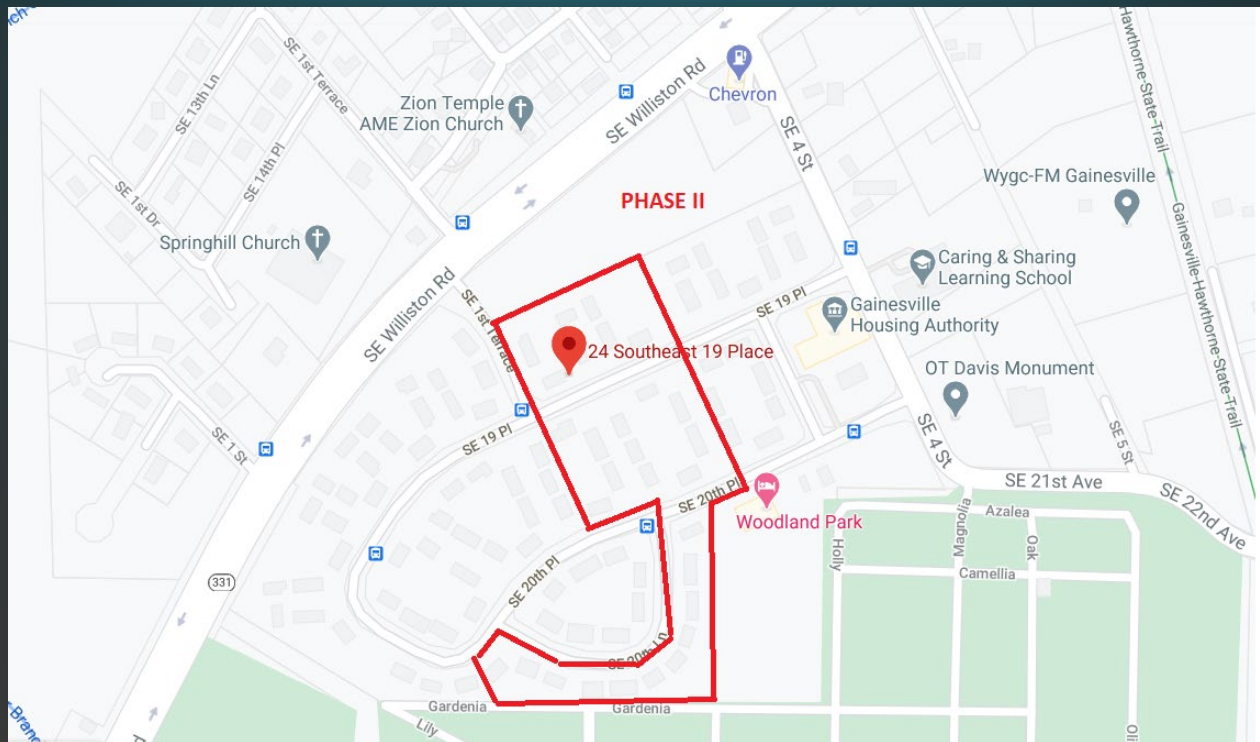 SE 13th Ln
SE 1st Terrace
Zion Temple
AME Zion Church
SE Williston Rd
Chevron
SE 4 St
Hawthorne-State-Trail
SE 14th Pl
SE 1st Dr
PHASE II
Wygc-FM Gainesville
Gainesville-Hawthorne-State-Trail
Springhill Church
SE Williston Rd
SE 1st Terrace
SE 19 Pl
Caring & Sharing
Learning School
Gainesville
Housing Authority
24 Southeast 19 Place
OT Davis Monument
SE 1 St
SE 19 Pl
SE 4 St
SE 5 St
SE 20th Pl
SE 21st Ave
SE 22nd Ave
Woodland Park
Azalea
Magnolia
Holly
Oak
Camellia
331
SE 20th Pl
SE 20th Ln
Gardenia
Gardenia
Lily